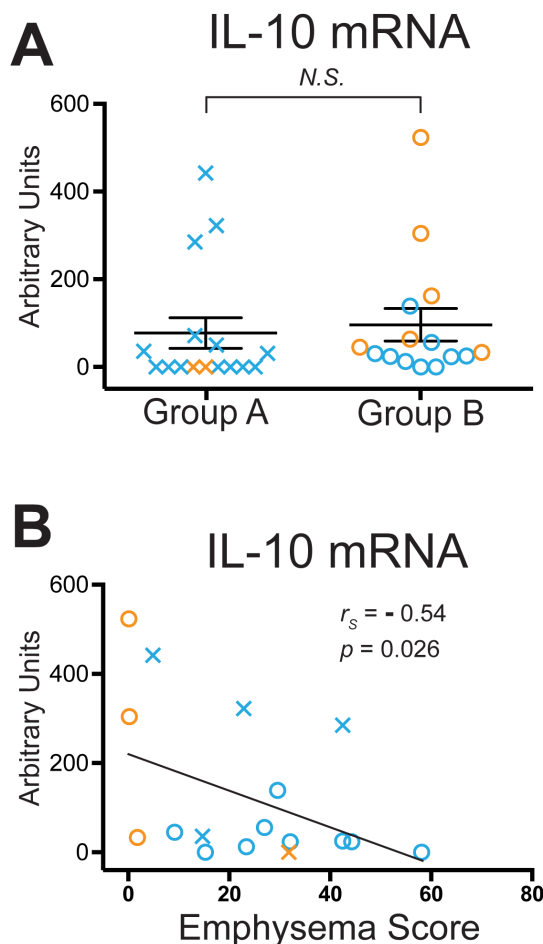 A
IL-10 mRNA
N.S.
Arbitrary Units
600
400
200
0
Group A
Group B
B
IL-10 mRNA
r_S = - 0.54
p = 0.026
Arbitrary Units
600
400
200
0
0 20 40 60 80
Emphysema Score